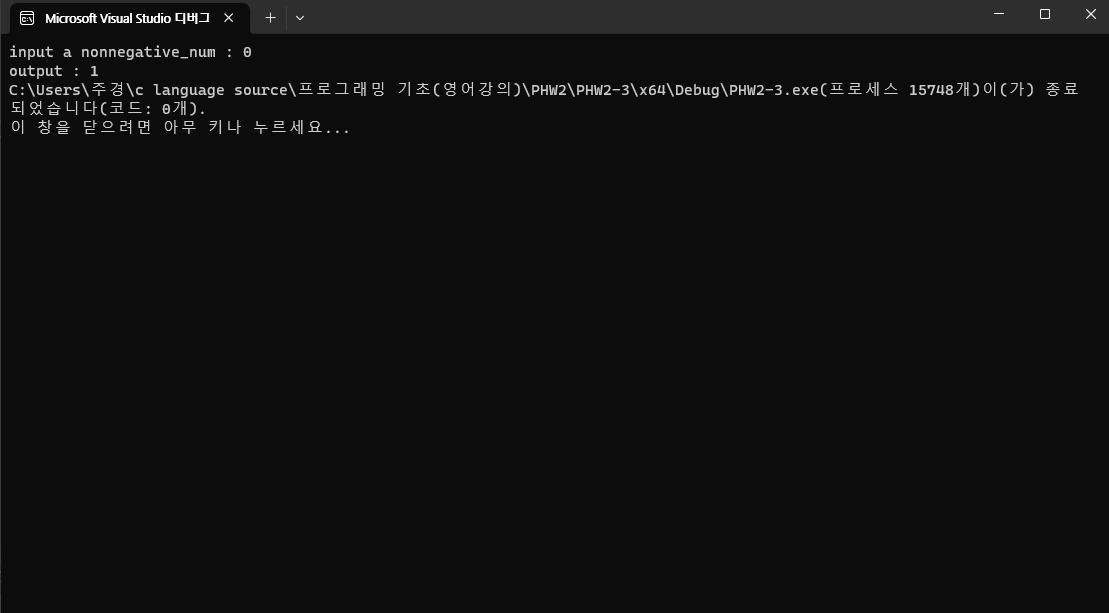 Microsoft Visual Studio 디버그
input a nonnegative_num : 0
output : 1
C:\Users\주경\c language source\프로그래밍 기초(영어강의)\PHW2\PHW2-3\x64\Debug\PHW2-3.exe(프로세스 15748개)이(가) 종료
되었습니다(코드: 0개).
이 창을 닫으려면 아무 키나 누르세요...